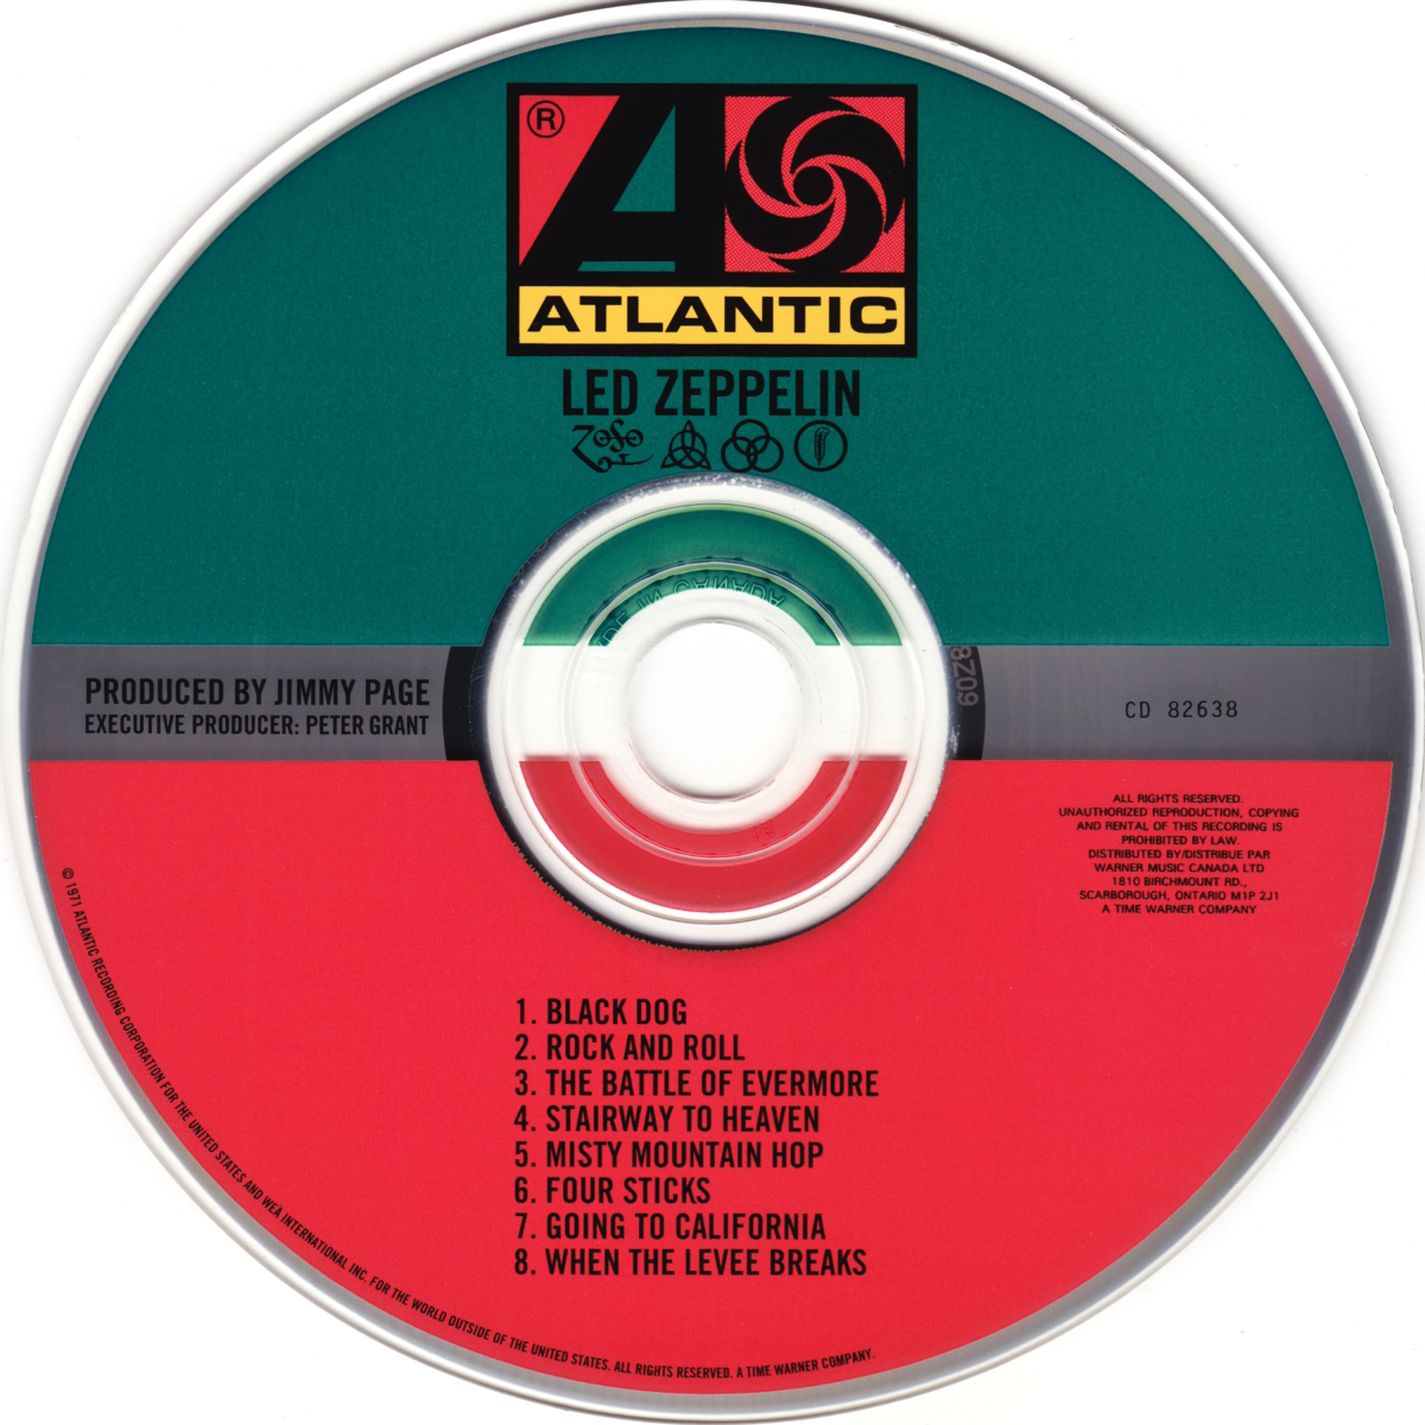 ®
ATLANTIC
LED ZEPPELIN
PRODUCED BY JIMMY PAGE
EXECUTIVE PRODUCER: PETER GRANT
MADE IN CANADA
60Z8
CD 82638
ALL RIGHTS RESERVED.
UNAUTHORIZED REPRODUCTION, COPYING
AND RENTAL OF THIS RECORDING IS
PROHIBITED BY LAW.
DISTRIBUTED BY/DISTRIBUE PAR
WARNER MUSIC CANADA LTD
1810 BIRCHMOUNT RD.,
SCARBOROUGH, ONTARIO M1P 2J1
A TIME WARNER COMPANY
1. BLACK DOG
2. ROCK AND ROLL
3. THE BATTLE OF EVERMORE
4. STAIRWAY TO HEAVEN
5. MISTY MOUNTAIN HOP
6. FOUR STICKS
7. GOING TO CALIFORNIA
8. WHEN THE LEVEE BREAKS
© 1971 ATLANTIC RECORDING CORPORATION FOR THE UNITED STATES AND WEA INTERNATIONAL INC. FOR THE WORLD OUTSIDE OF THE UNITED STATES. ALL RIGHTS RESERVED. A TIME WARNER COMPANY.